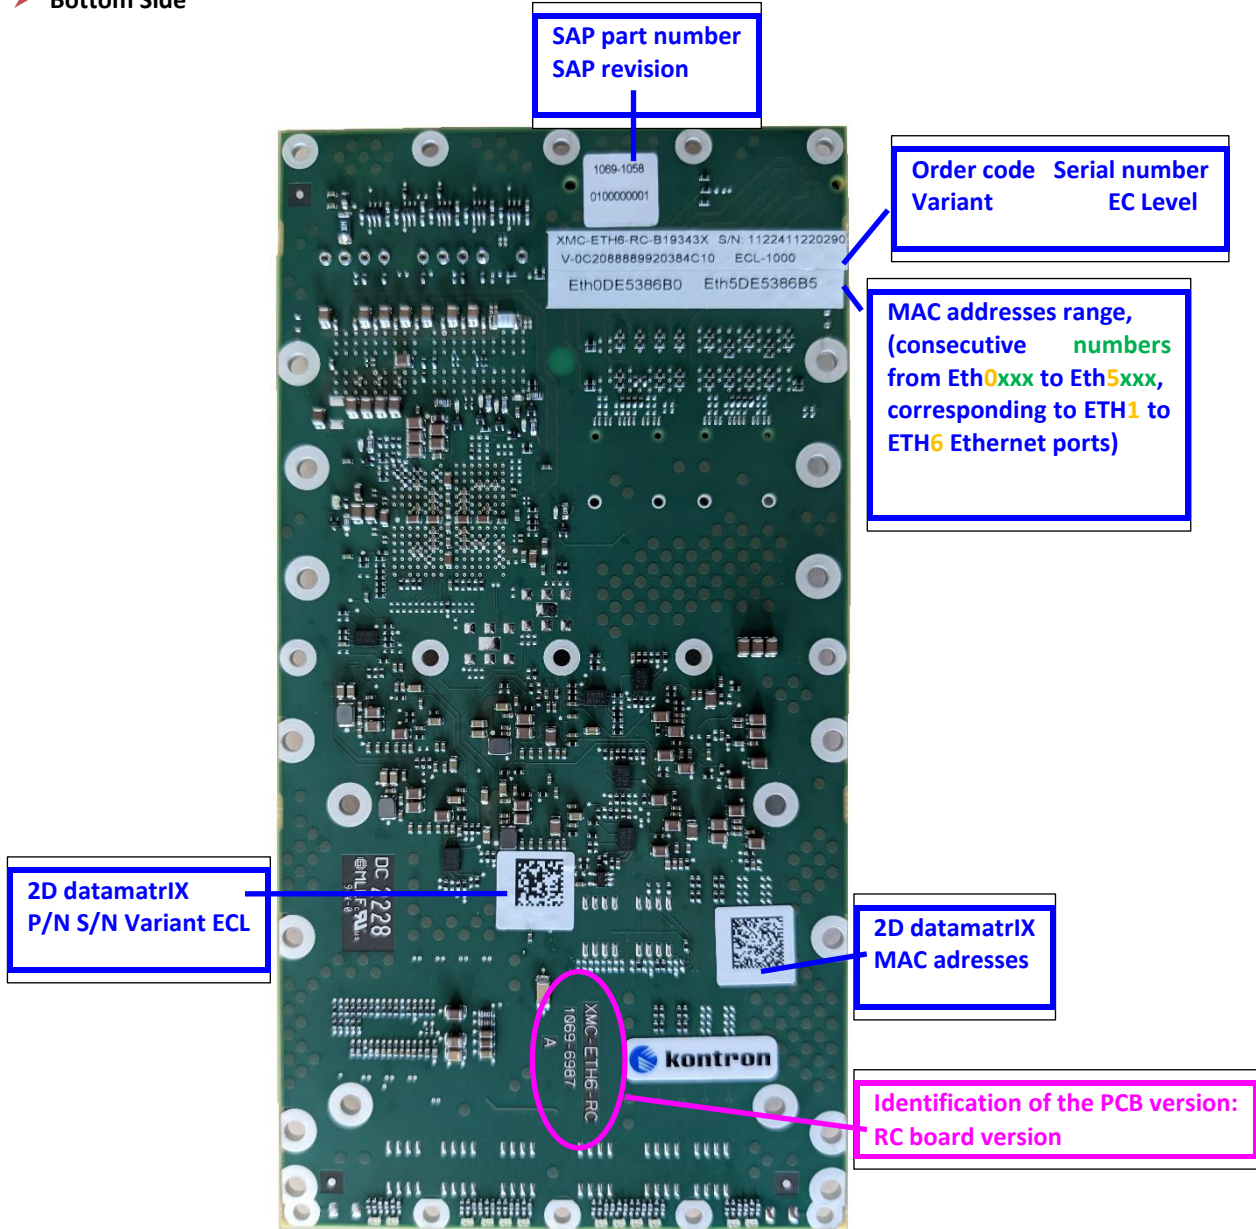 Bottom Side
SAP part number
SAP revision
1069-1058
0100000001
Order code Serial number
Variant EC Level
XMC-ETH6-RC-B19343X S/N: 1122411220290
V-0C2088889920384C10 ECL-1000
Eth0DE5386B0 Eth5DE5386B5
MAC addresses range,
(consecutive numbers
from Eth0xxx to Eth5xxx,
corresponding to ETH1 to
ETH6 Ethernet ports)
2D datamatrIX
P/N S/N Variant ECL
DC 2228
2D datamatrIX
MAC adresses
XMC-ETH6-RC
1069-6987
A
kontron
Identification of the PCB version:
RC board version